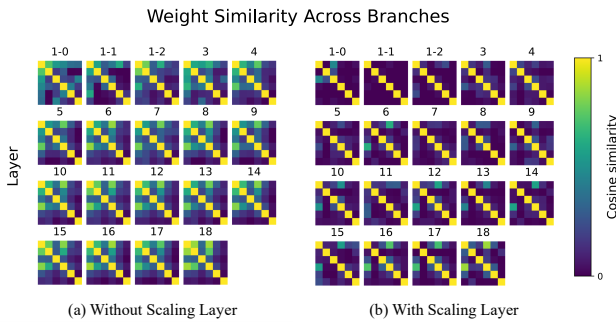 Weight Similarity Across Branches
1-0 1-1 1-2 3 4
5 6 7 8 9
10 11 12 13 14
15 16 17 18
Layer
(a) Without Scaling Layer
1-0 1-1 1-2 3 4
5 6 7 8 9
10 11 12 13 14
15 16 17 18
(b) With Scaling Layer
1
0
Cosine similarity